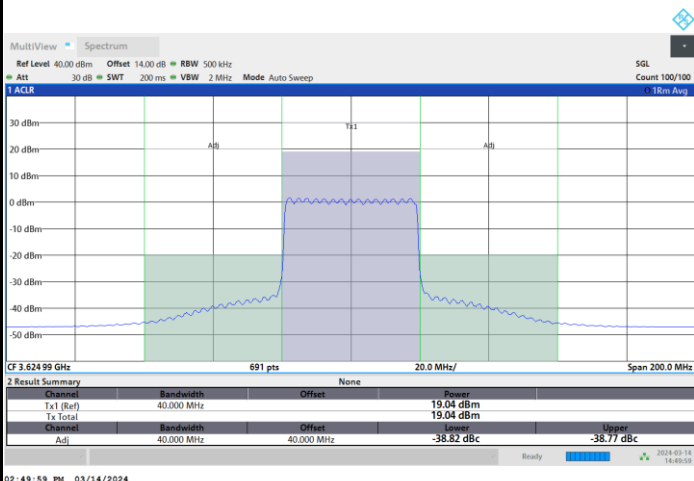 MultiView Spectrum
Ref Level 40.00 dBm Offset 14.00 dB RBW 500 kHz SGL
Att 30 dB SWT 200 ms VBW 2 MHz Mode Auto Sweep Count 100/100
1 ACLR 1Rm Avg
30 dBm
Tx1
20 dBm
Adj Adj
10 dBm
0 dBm
-10 dBm
-20 dBm
-30 dBm
-40 dBm
-50 dBm
CF 3.624 99 GHz 691 pts 20.0 MHz/ Span 200.0 MHz
2 Result Summary None
Channel Bandwidth Offset Power
Tx1 (Ref) 40.000 MHz 19.04 dBm
Tx Total 19.04 dBm
Channel Bandwidth Offset Lower Upper
Adj 40.000 MHz 40.000 MHz -38.82 dBc -38.77 dBc
Ready
14:49:59
02:49:59 PM 03/14/2024